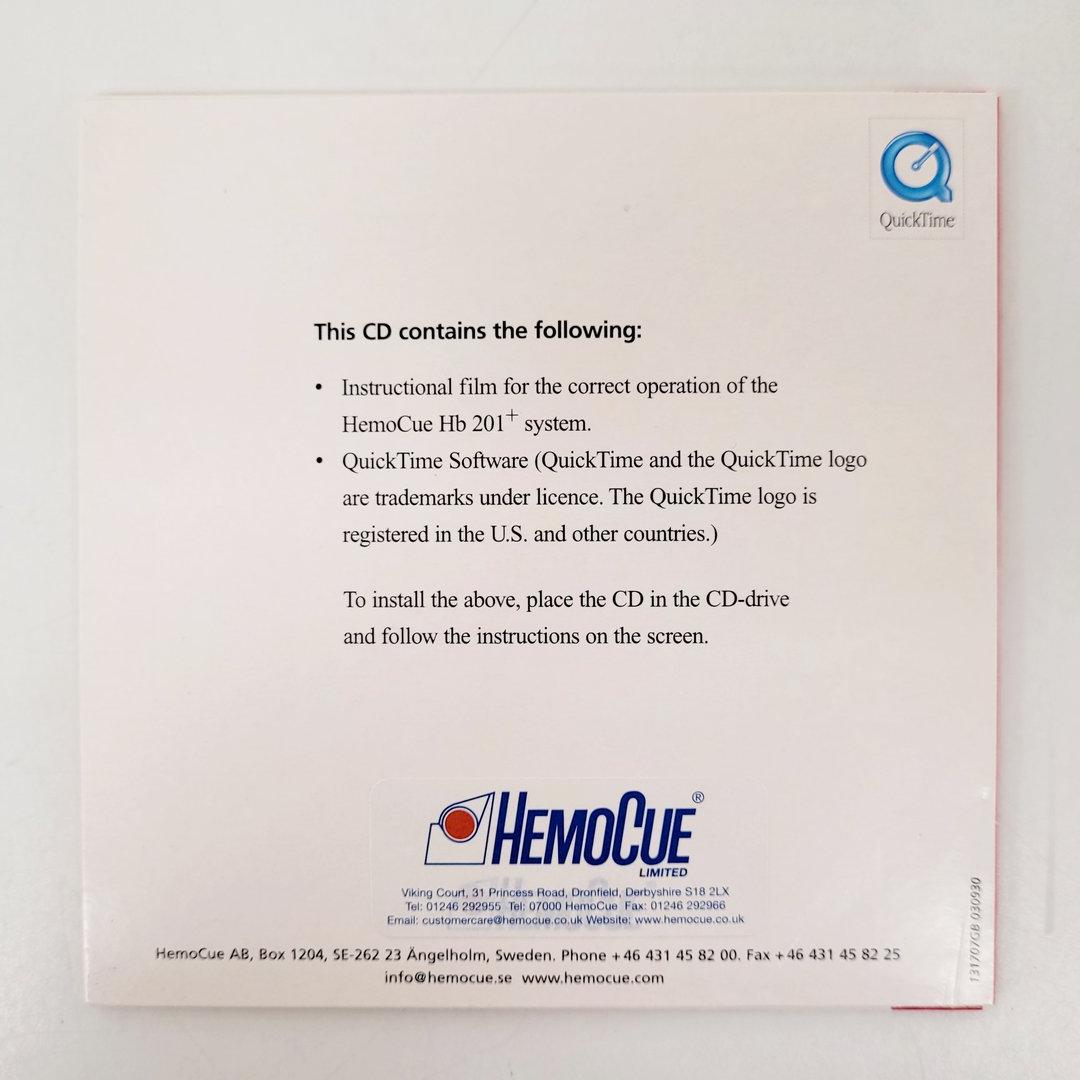 QuickTime
This CD contains the following:
• Instructional film for the correct operation of the
HemoCue Hb 201+ system.
• QuickTime Software (QuickTime and the QuickTime logo
are trademarks under licence. The QuickTime logo is
registered in the U.S. and other countries.)
To install the above, place the CD in the CD-drive
and follow the instructions on the screen.
HEMOCUE®
LIMITED
Viking Court, 31 Princess Road, Dronfield, Derbyshire S18 2LX
Tel: 01246 292955 Tel: 07000 HemoCue Fax: 01246 292966
Email: customercare@hemocue.co.uk Website: www.hemocue.co.uk
HemoCue AB, Box 1204, SE-262 23 Ängelholm, Sweden. Phone +46 431 45 82 00. Fax +46 431 45 82 25
info@hemocue.se www.hemocue.com
131707GB 030930